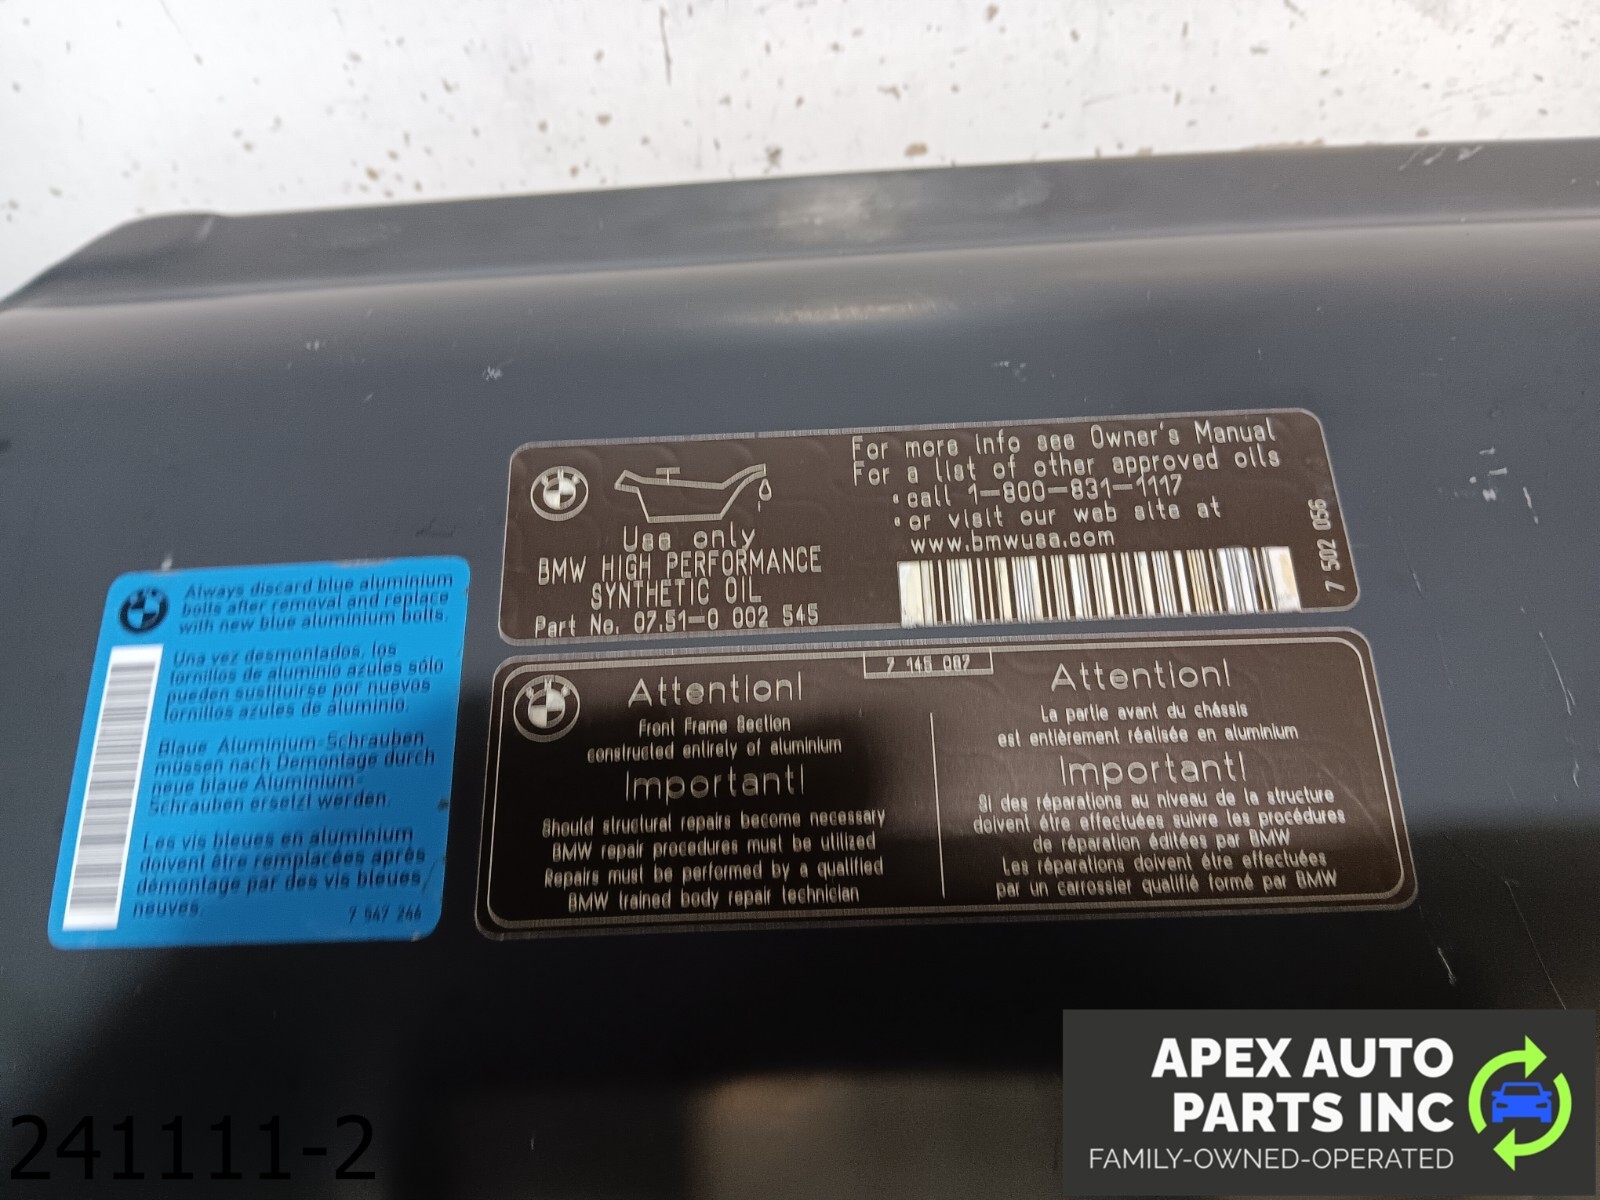 Use only
BMW HIGH PERFORMANCE
SYNTHETIC OIL
Part No. 07.51-0 002 545
For more info see Owner's Manual
For a list of other approved oils
•call 1-800-831-1117
•or visit our web site at
www.bmwusa.com
7 502 056
Always discard blue aluminium
bolts after removal and replace
with new blue aluminium bolts.
Una vez desmontados, los
tornillos de aluminio azules sólo
pueden sustituirse por nuevos
tornillos azules de aluminio.
Blaue Aluminium-Schrauben
müssen nach Demontage durch
neue blaue Aluminium-
Schrauben ersetzt werden.
Les vis bleues en aluminium
doivent être remplacées après
démontage par des vis bleues
neuves.
7 547 246
7 145 087
Attention!
Front Frame Section
constructed entirely of aluminium
Important!
Should structural repairs become necessary
BMW repair procedures must be utilized
Repairs must be performed by a qualified
BMW trained body repair technician
Attention!
La partie avant du châssis
est entièrement réalisée en aluminium
Important!
Si des réparations au niveau de la structure
doivent être effectuées suivre les procédures
de réparation éditées par BMW
Les réparations doivent être effectuées
par un carrossier qualifié formé par BMW
241111-2
APEX AUTO
PARTS INC
FAMILY-OWNED-OPERATED